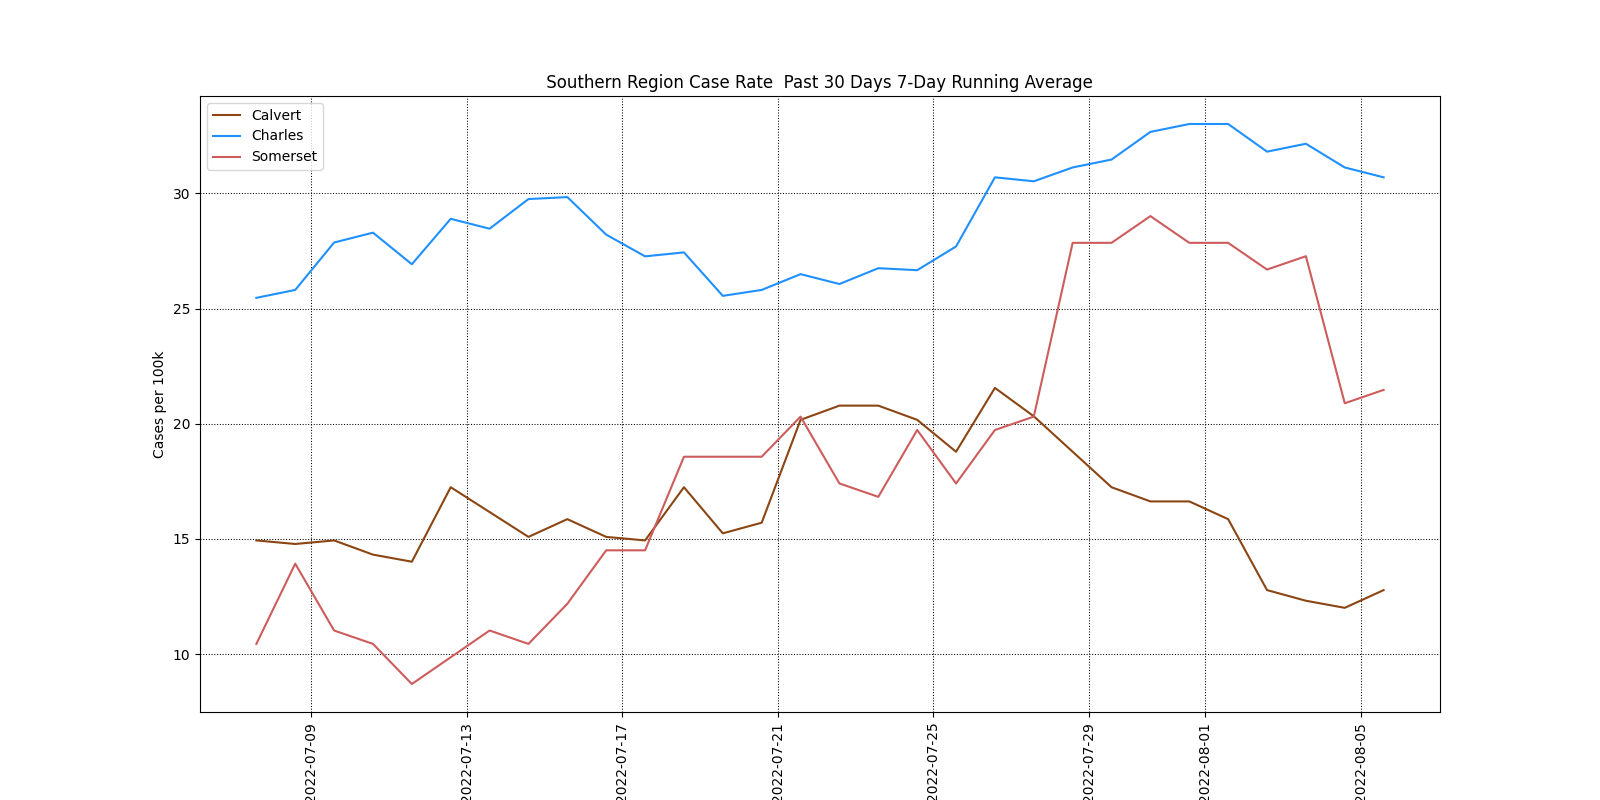 Southern Region Case Rate  Past 30 Days 7-Day Running Average
Calvert
Charles
Somerset
Cases per 100k
30
25
20
15
10
2022-07-09
2022-07-13
2022-07-17
2022-07-21
2022-07-25
2022-07-29
2022-08-01
2022-08-05